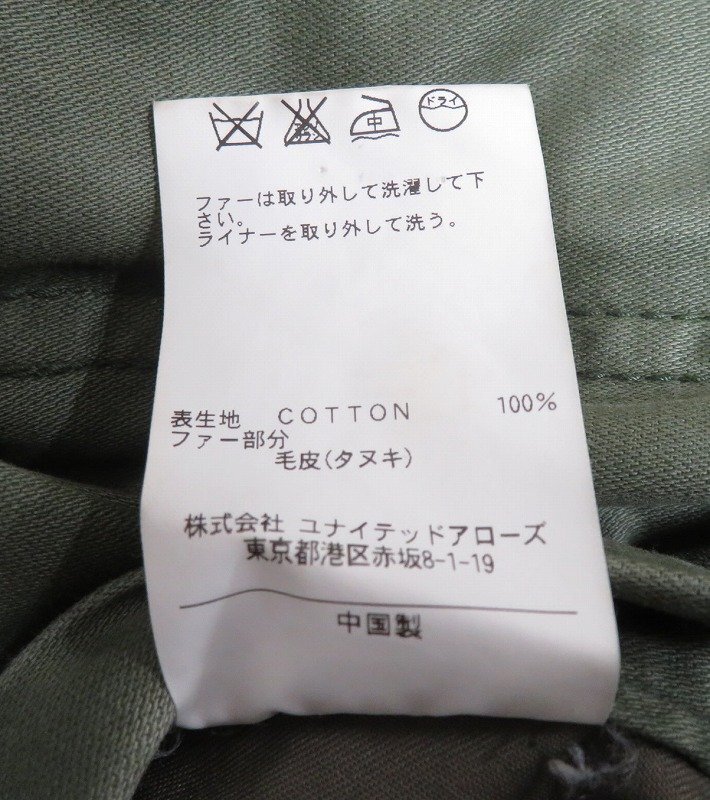 中 ドライ
ファーは取り外して洗濯して下
さい。
ライナーを取り外して洗う。
表生地 COTTON 100%
ファー部分
毛皮(タヌキ)
株式会社 ユナイテッドアローズ
東京都港区赤坂8-1-19
中国製